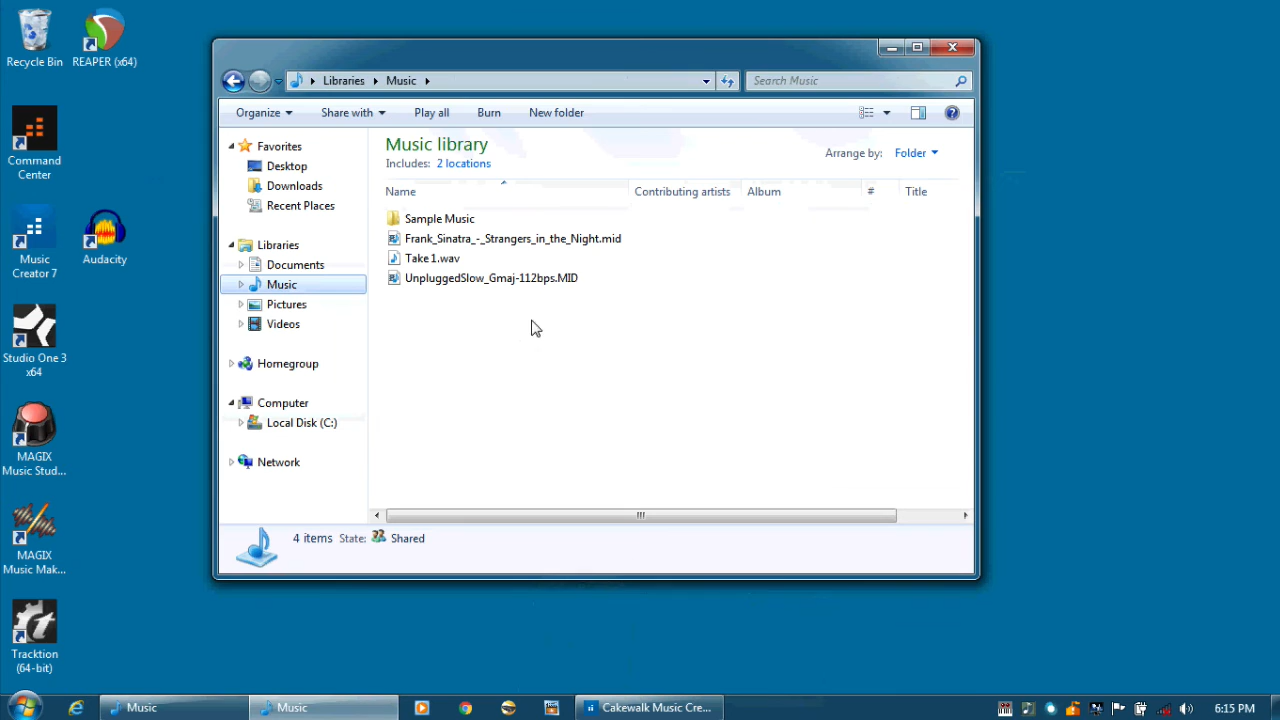 Recycle Bin
REAPER (x64)
Command
Center
Music
Creator 7
Audacity
Studio One 3
x64
MAGIX
Music Stud...
MAGIX
Music Mak...
Tracktion
(64-bit)
Libraries
Music
Search Music
Organize
Share with
Play all
Burn
New folder
Favorites
Desktop
Downloads
Recent Places
Libraries
Documents
Music
Pictures
Videos
Homegroup
Computer
Local Disk (C:)
Network
Music library
Includes: 2 locations
Arrange by: Folder
Name
Contributing artists
Album
#
Title
Sample Music
Frank_Sinatra_-_Strangers_in_the_Night.mid
Take1.wav
UnpluggedSlow_Gmaj-112bps.MID
4 items State: Shared
Music
Music
Cakewalk Music Cre...
6:15 PM